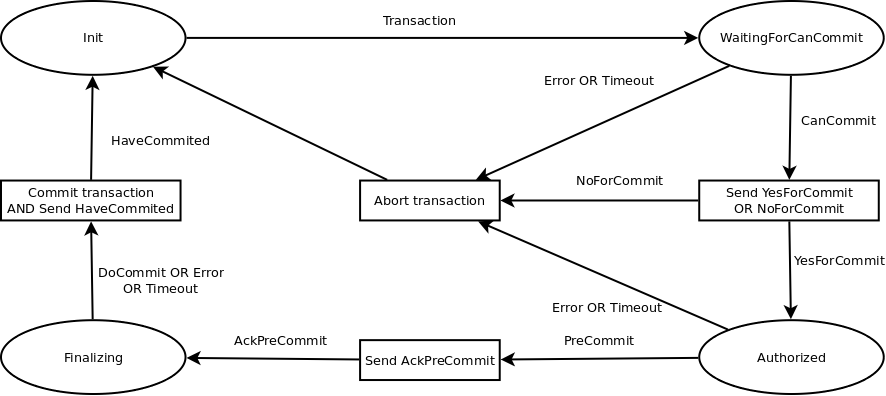 Transaction
Init
WaitingForCanCommit
Error OR Timeout
CanCommit
HaveCommited
NoForCommit
Commit transaction
AND Send HaveCommited
Abort transaction
Send YesForCommit
OR NoForCommit
YesForCommit
DoCommit OR Error
OR Timeout
Error OR Timeout
AckPreCommit
PreCommit
Finalizing
Send AckPreCommit
Authorized